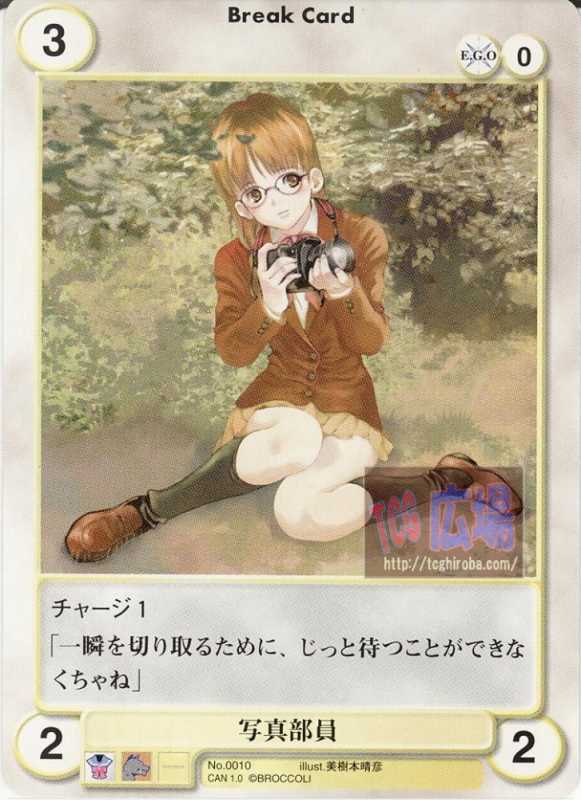 Break Card
3
E.G.O
0
TCG 広場
http://tcghiroba.com/
チャージ1
「一瞬を切り取るために、じっと待つことができな
くちゃね」
写真部員
2
2
No.0010 illust.美樹本晴彦
CAN 1.0 ©BROCCOLI